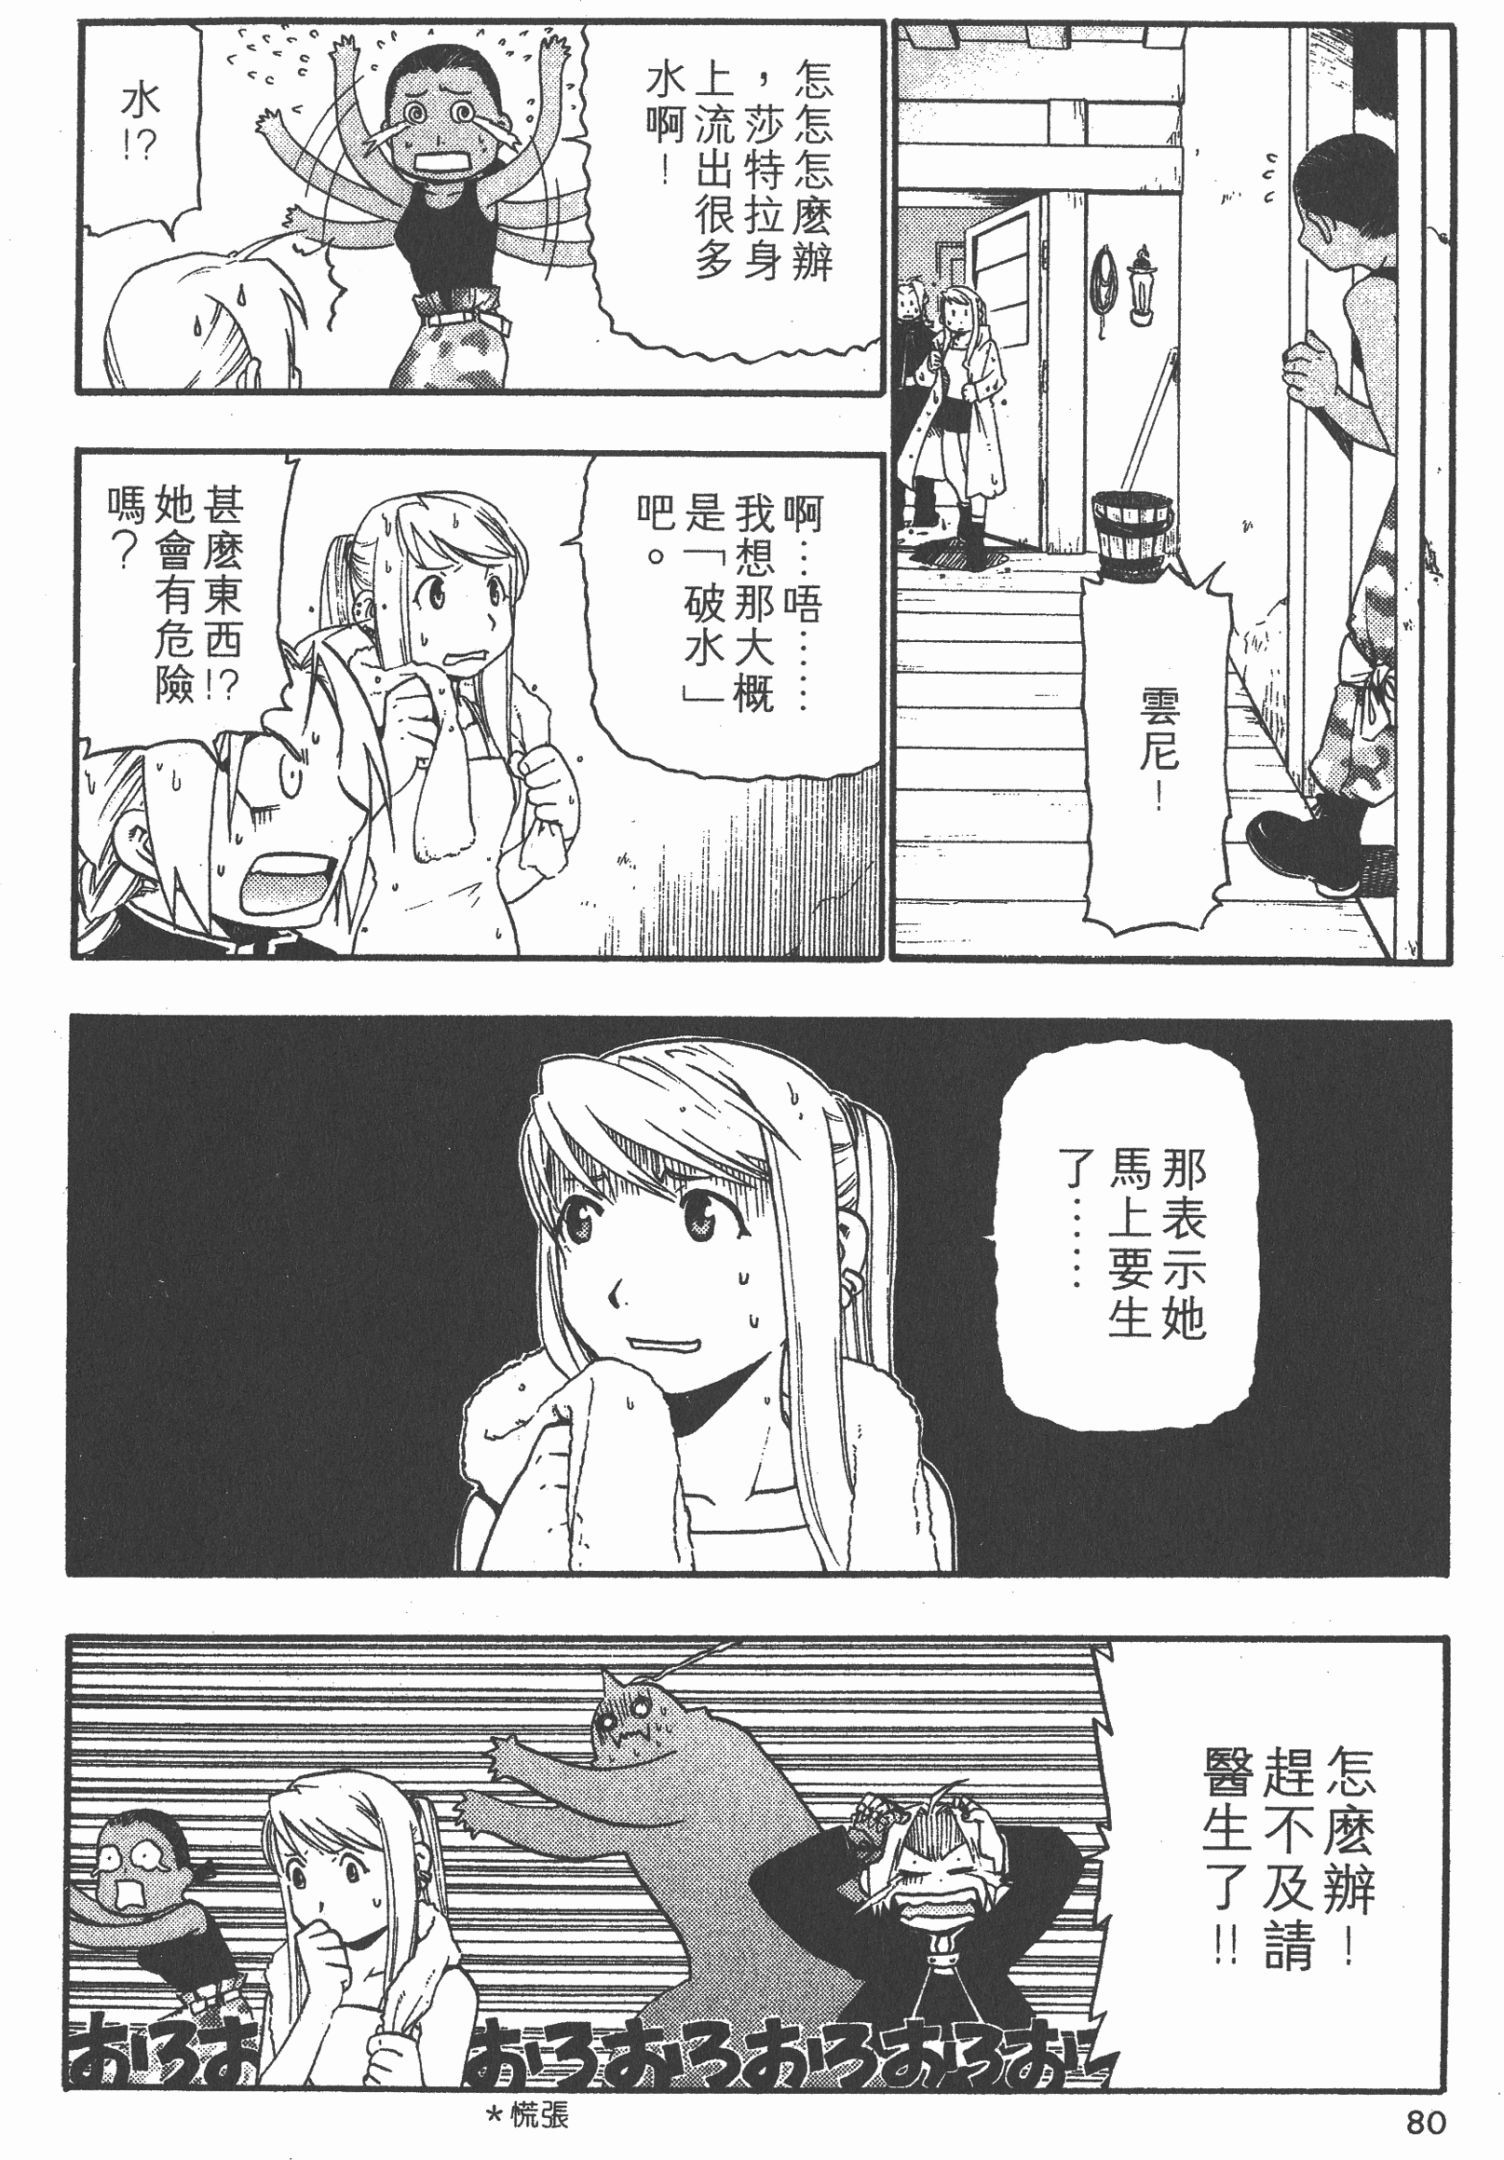 雲尼！
怎怎怎麼辦
，莎特拉身
上流出很多
水啊！
水!?
啊…唔……
我想那大概
是「破水」
吧。
甚麼東西!?
她會有危險
嗎？
那表示她
馬上要生
了……
怎麼辦！
趕不及請
醫生了!!
おろおろおろおろおろおろお
＊慌張
80